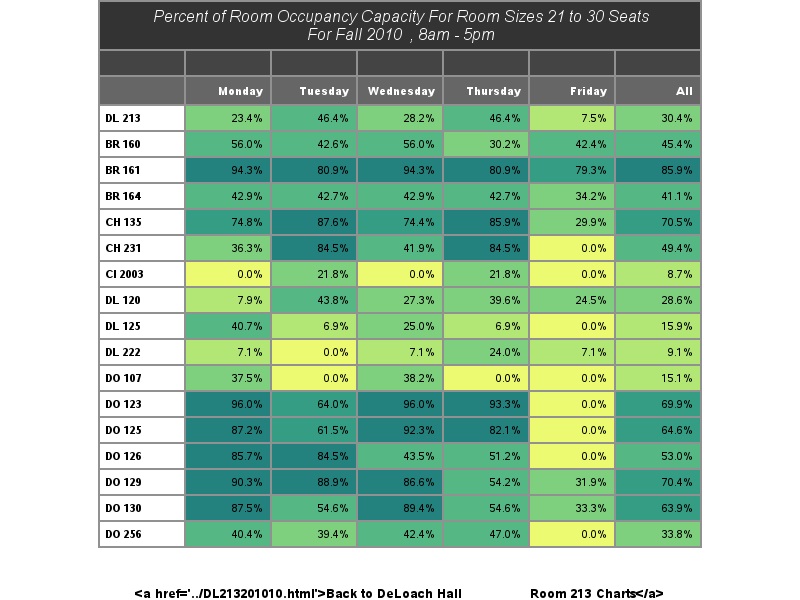 Percent of Room Occupancy Capacity For Room Sizes 21 to 30 Seats
For Fall 2010 , 8am - 5pm
Monday Tuesday Wednesday Thursday Friday All
DL 213 23.4% 46.4% 28.2% 46.4% 7.5% 30.4%
BR 160 56.0% 42.6% 56.0% 30.2% 42.4% 45.4%
BR 161 94.3% 80.9% 94.3% 80.9% 79.3% 85.9%
BR 164 42.9% 42.7% 42.9% 42.7% 34.2% 41.1%
CH 135 74.8% 87.6% 74.4% 85.9% 29.9% 70.5%
CH 231 36.3% 84.5% 41.9% 84.5% 0.0% 49.4%
CI 2003 0.0% 21.8% 0.0% 21.8% 0.0% 8.7%
DL 120 7.9% 43.8% 27.3% 39.6% 24.5% 28.6%
DL 125 40.7% 6.9% 25.0% 6.9% 0.0% 15.9%
DL 222 7.1% 0.0% 7.1% 24.0% 7.1% 9.1%
DO 107 37.5% 0.0% 38.2% 0.0% 0.0% 15.1%
DO 123 96.0% 64.0% 96.0% 93.3% 0.0% 69.9%
DO 125 87.2% 61.5% 92.3% 82.1% 0.0% 64.6%
DO 126 85.7% 84.5% 43.5% 51.2% 0.0% 53.0%
DO 129 90.3% 88.9% 86.6% 54.2% 31.9% 70.4%
DO 130 87.5% 54.6% 89.4% 54.6% 33.3% 63.9%
DO 256 40.4% 39.4% 42.4% 47.0% 0.0% 33.8%
<a href='../DL213201010.html'>Back to DeLoach Hall Room 213 Charts</a>